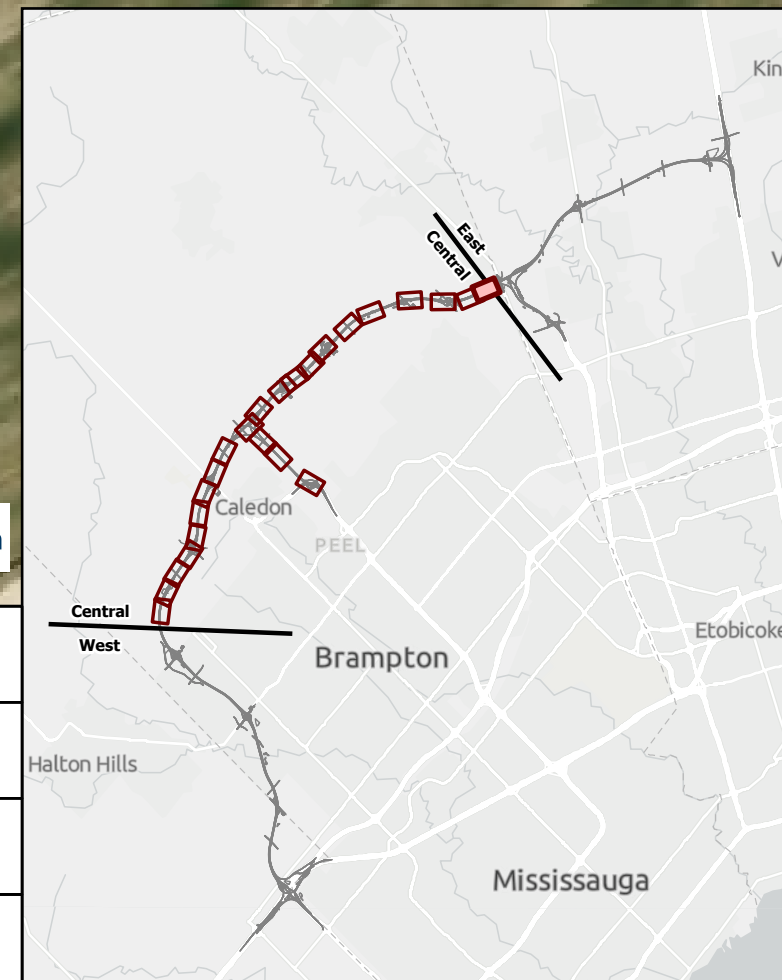 Kin
East
Central
Caledon
PEEL
Central
West
Etobicoke
Brampton
Halton Hills
Mississauga